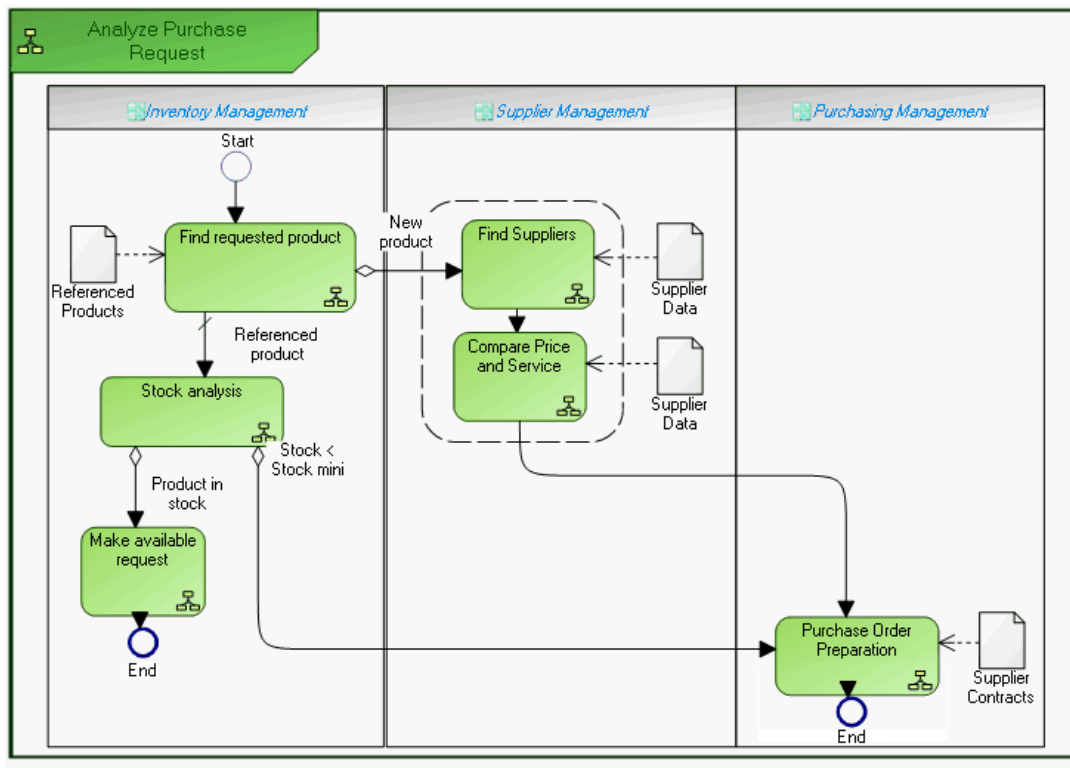 Analyze Purchase
Request
Inventory Management
Supplier Management
Purchasing Management
Start
Find requested product
New
product
Find Suppliers
Referenced
Products
Supplier
Data
Referenced
product
Compare Price
and Service
Stock analysis
Supplier
Data
Stock <
Stock mini
Product in
stock
Make available
request
End
Purchase Order
Preparation
Supplier
Contracts
End